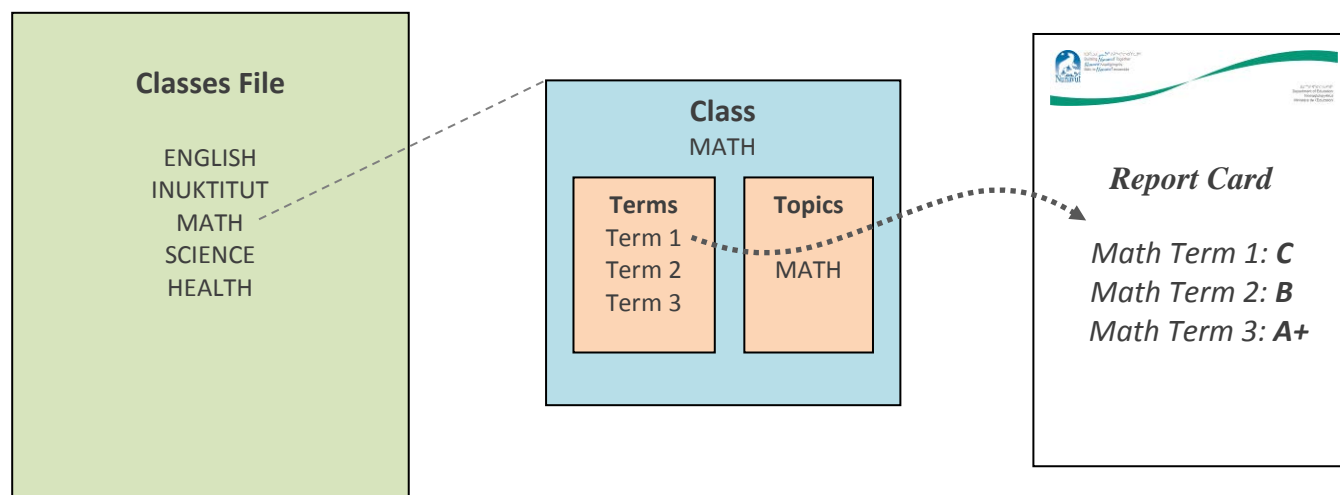 Classes File
ENGLISH
INUKTITUT
MATH
SCIENCE
HEALTH
Class
MATH
Terms
Term 1
Term 2
Term 3
Topics
MATH
Nunavut
Report Card
Math Term 1: C
Math Term 2: B
Math Term 3: A+